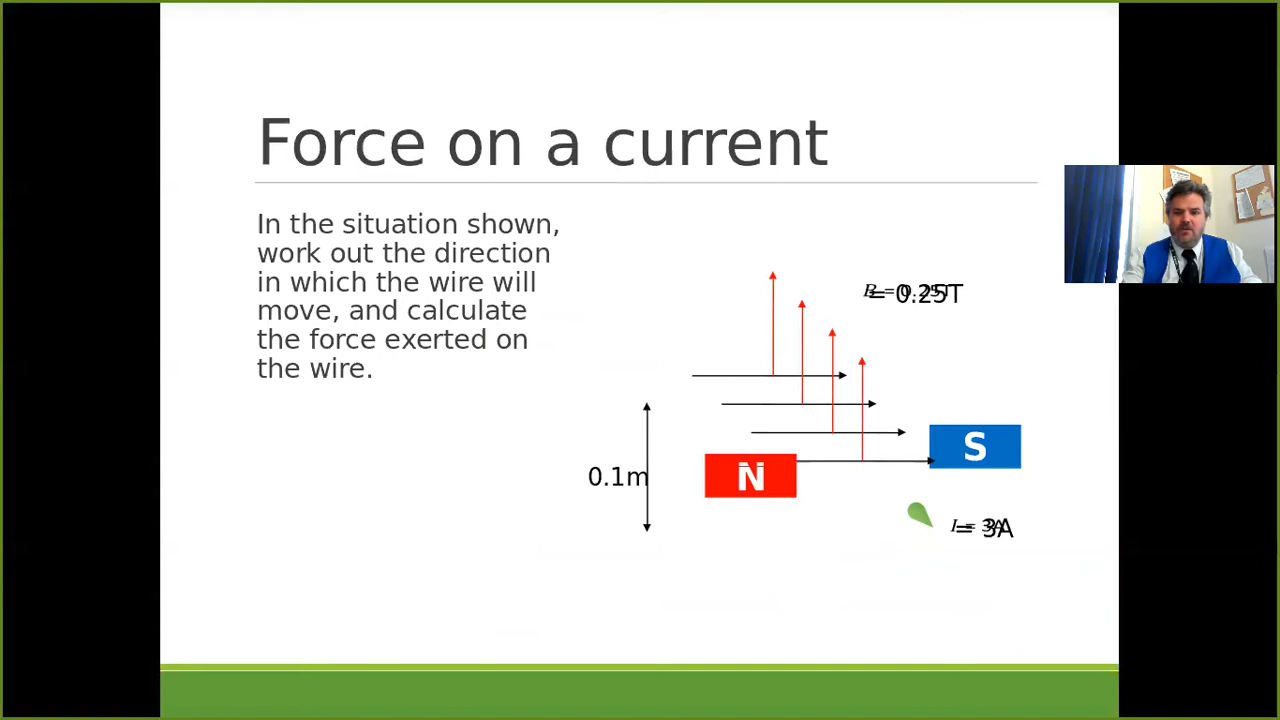 Force on a current
In the situation shown,
work out the direction
in which the wire will
move, and calculate
the force exerted on
the wire.
= 0.25T
S
0.1m
N
= 3A